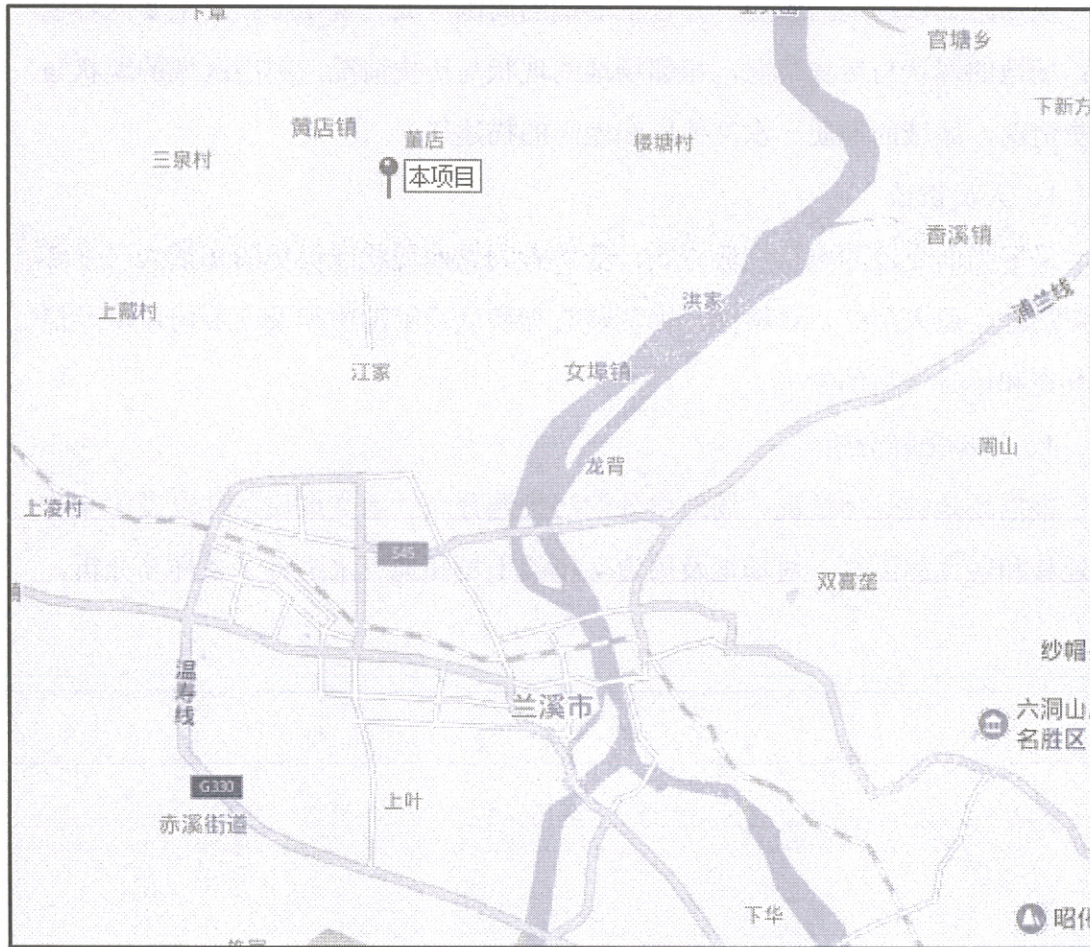 下章
官塘乡
下新方
黄店镇
董店
楼塘村
三泉村
本项目
香溪镇
洪家
浦兰线
上戴村
江家
女埠镇
周山
龙背
上凌村
S45
双喜垄
纱帽
温寿线
兰溪市
六洞山
名胜区
G330
上叶
赤溪街道
下华